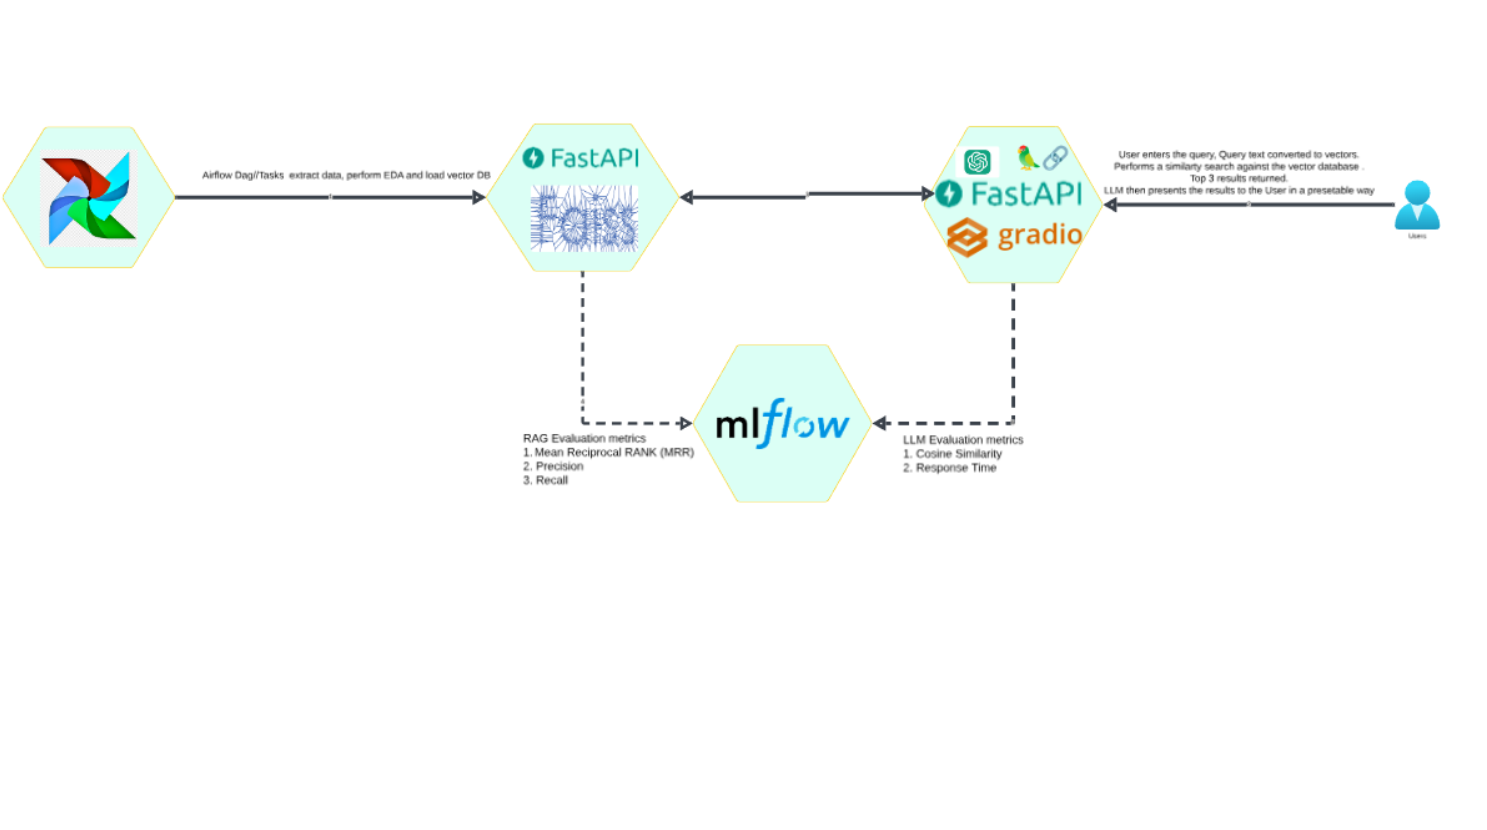 FastAPI
Airflow Dag//Tasks extract data, perform EDA and load vector DB
FastAPI
gradio
User enters the query, Query text converted to vectors.
Performs a similarty search against the vector database .
Top 3 results returned.
LLM then presents the results to the User in a presetable way
Users
mlflow
RAG Evaluation metrics
1. Mean Reciprocal RANK (MRR)
2. Precision
3. Recall
LLM Evaluation metrics
1. Cosine Similarity
2. Response Time